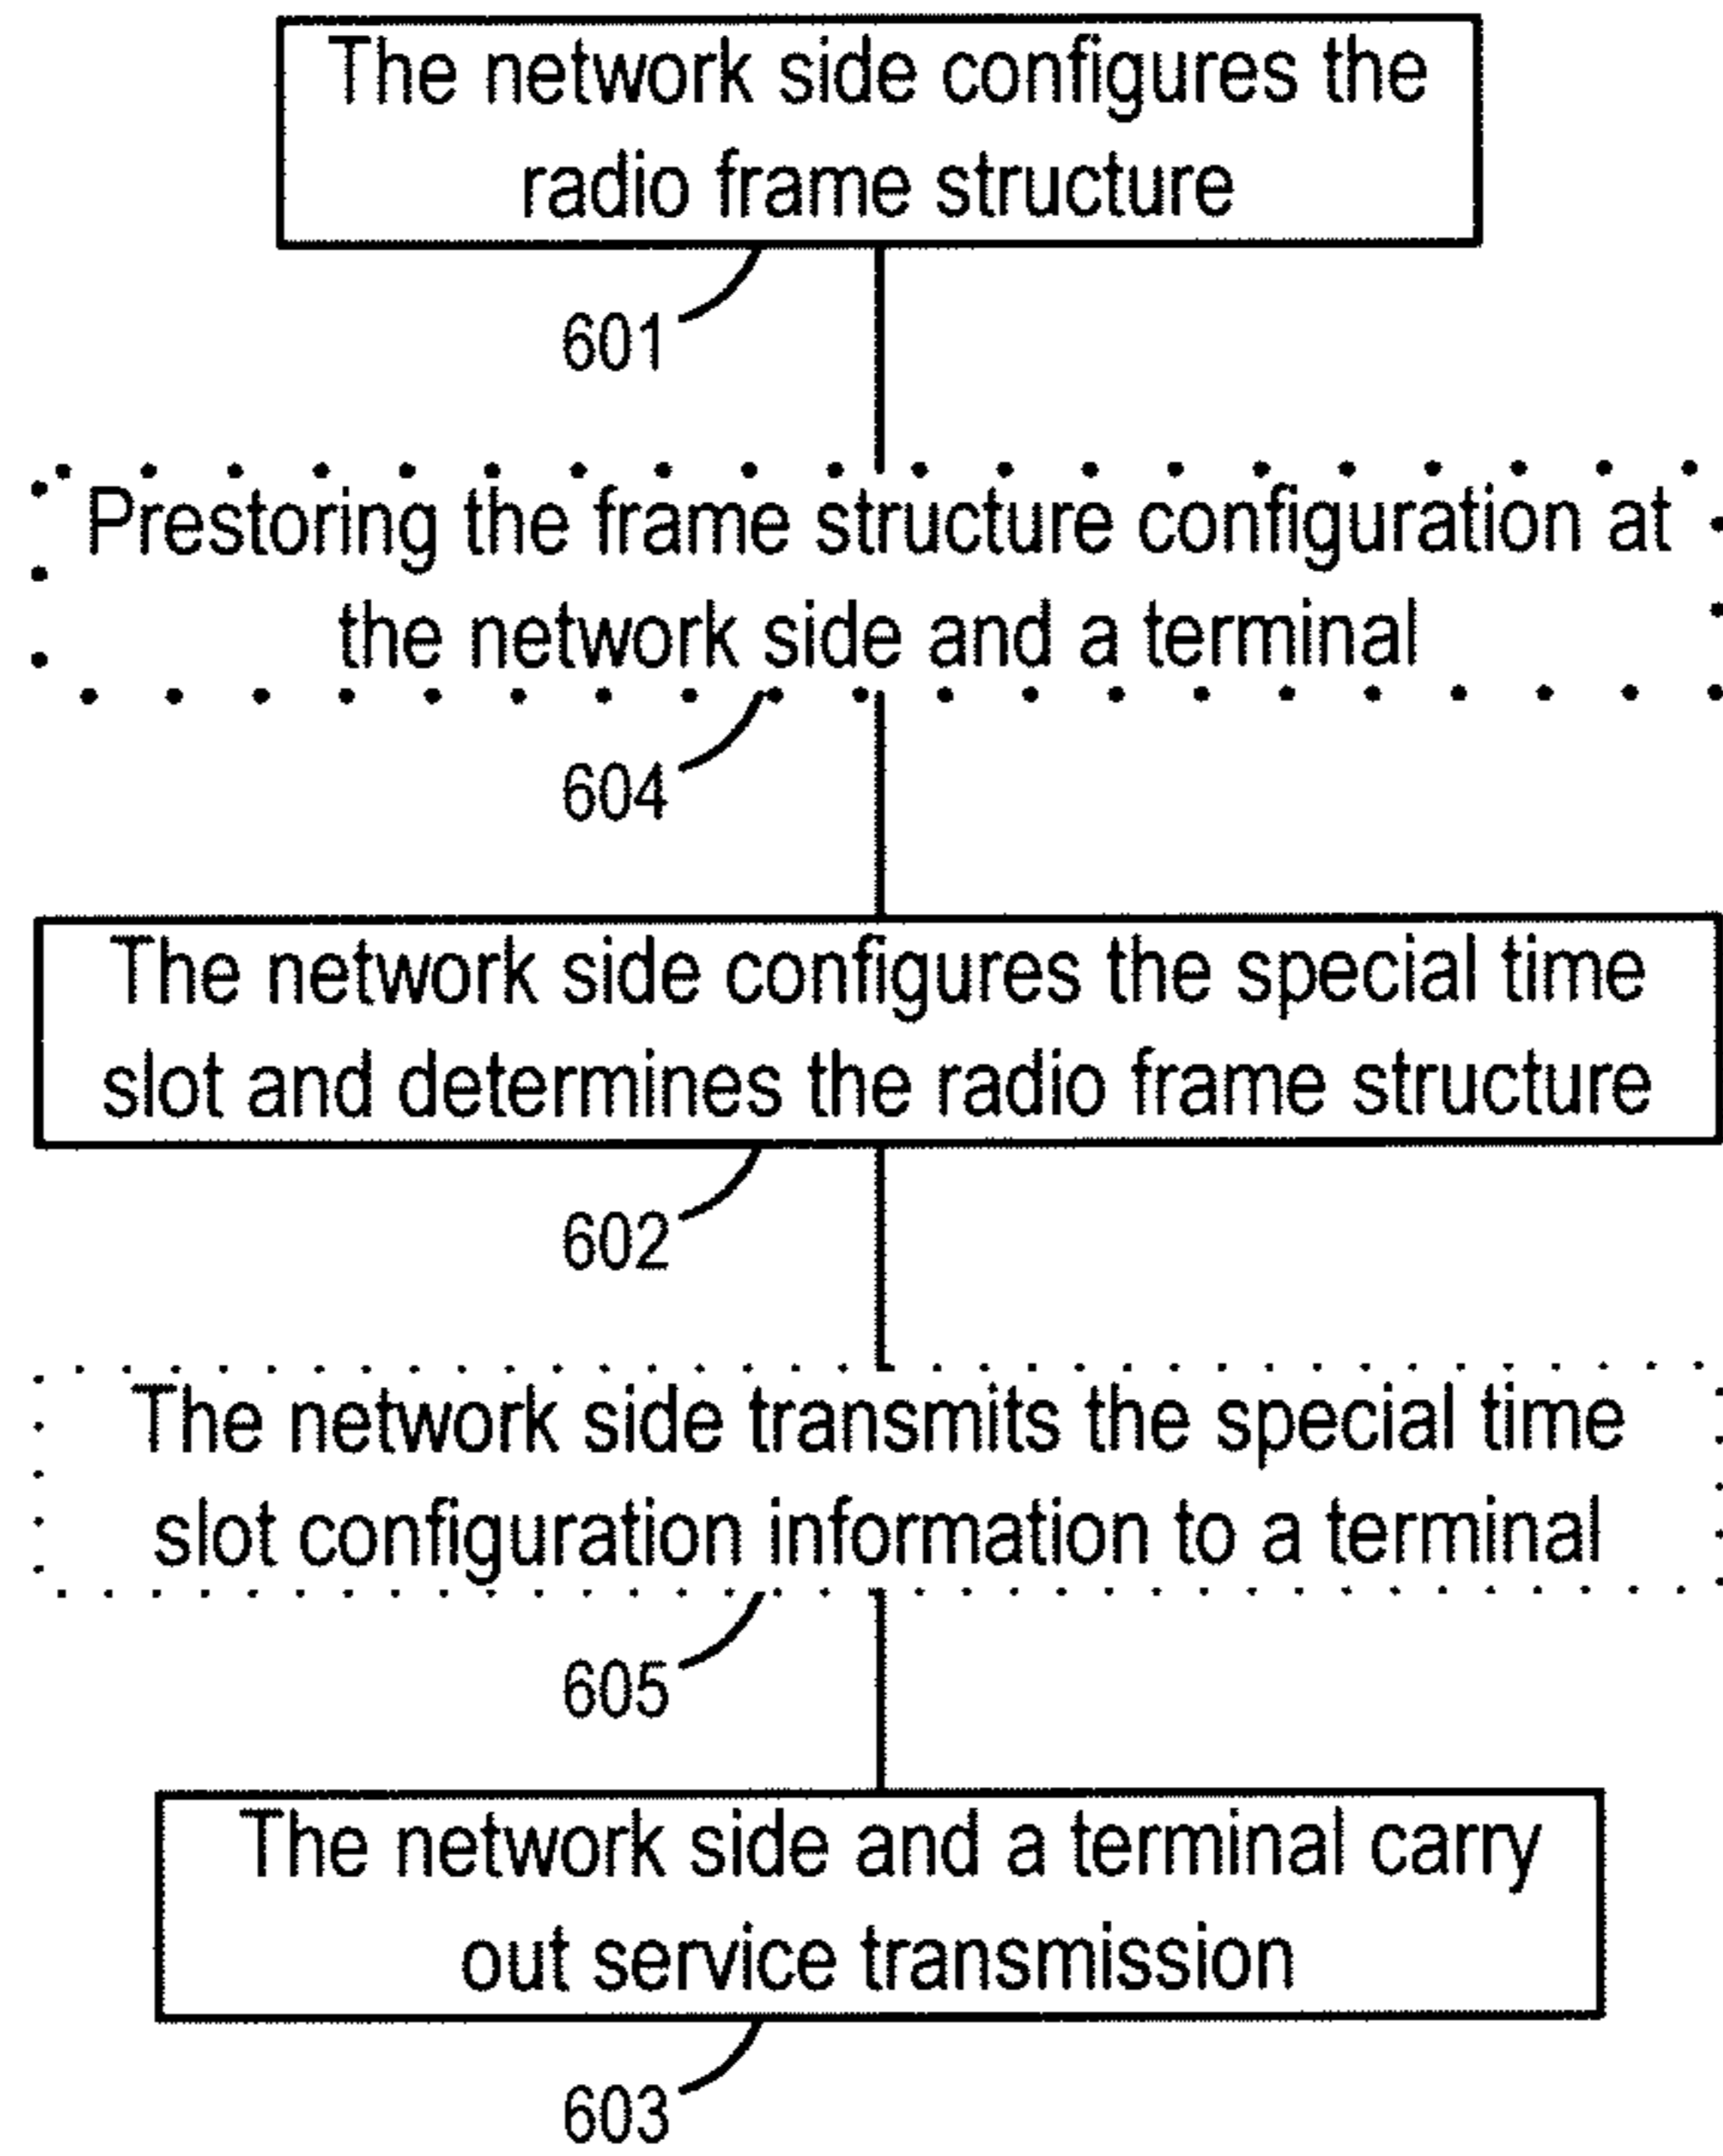 The network side configures the
radio frame structure
601
Prestoring the frame structure configuration at
the network side and a terminal
604
The network side configures the special time
slot and determines the radio frame structure
602
The network side transmits the special time
slot configuration information to a terminal
605
The network side and a terminal carry
out service transmission
603